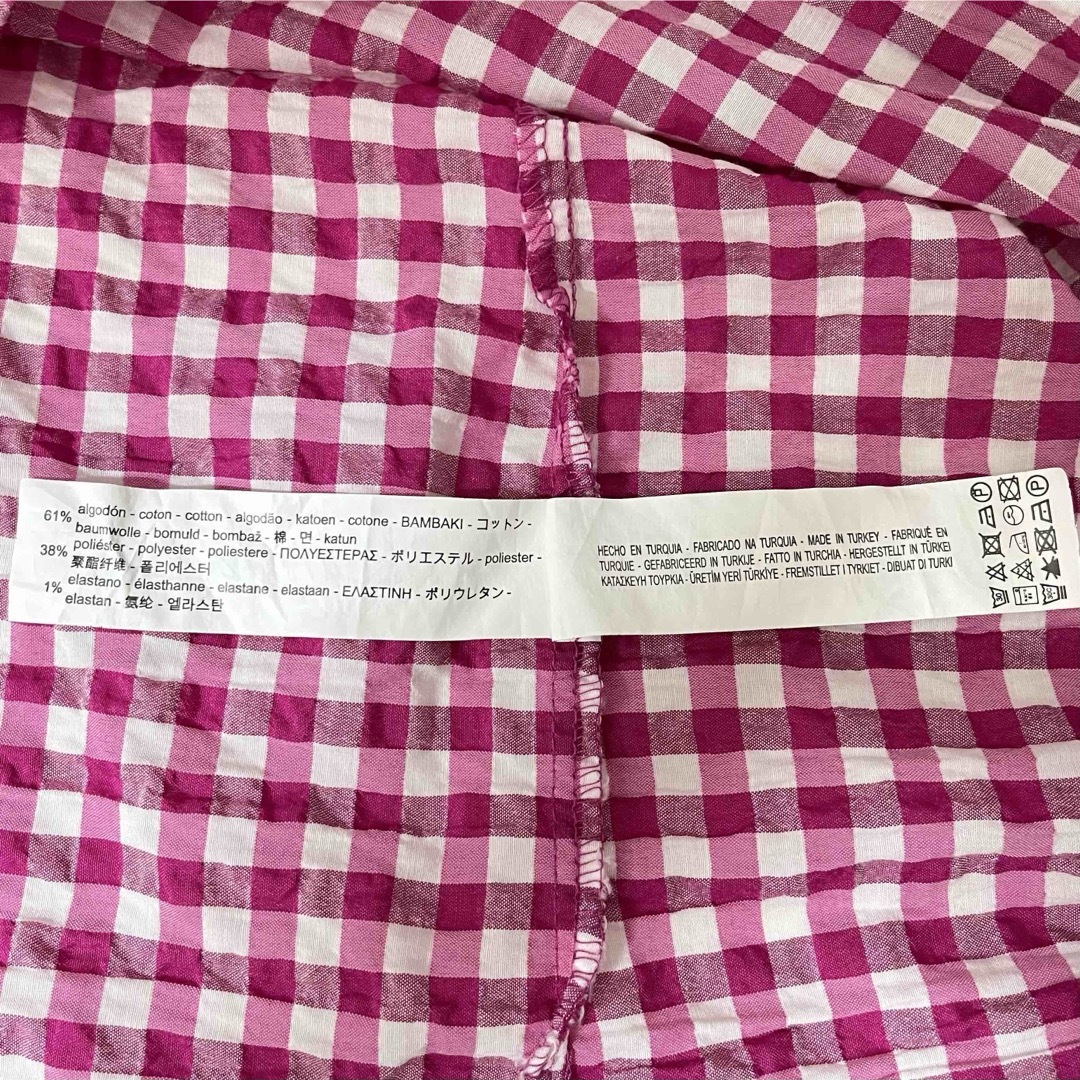 61% algodón - coton - cotton - algodão - katoen - cotone - BAMBAKI - コットン -
baumwolle - bornuld - bombaž - 棉 - 면 - katun
38% poliéster - polyester - poliestere - ΠΟΛΥΕΣΤΕΡΑΣ - ポリエステル - poliester -
聚酯纤维 - 폴리에스터
1% elastano - élasthanne - elastane - elastaan - ΕΛΑΣΤΙΝΗ - ポリウレタン -
elastan - 氨纶 - 엘라스탄
HECHO EN TURQUIA - FABRICADO NA TURQUIA - MADE IN TURKEY - FABRIQUÉ EN
TURQUIE - GEFABRICEERD IN TURKIJE - FATTO IN TURCHIA - HERGESTELLT IN TÜRKEI
ΚΑΤΑΣΚΕΥΗ ΤΟΥΡΚΙΑ - ÜRETİM YERİ TÜRKİYE - FREMSTILLET I TYRKIET - DIBUAT DI TURKI
P P